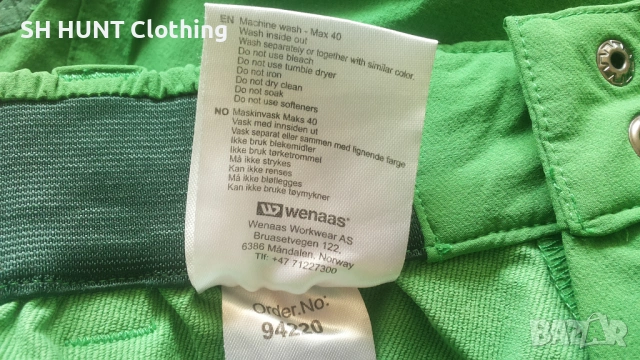 SH HUNT Clothing
EN Machine wash - Max 40
Wash inside out
Wash separately or together with similar color.
Do not use bleach
Do not use tumble dryer
Do not iron
Do not dry clean
Do not soak
Do not use softeners
NO Maskinvask Maks 40
Vask med innsiden ut
Vask separat eller sammen med lignende farge
Ikke bruk blekemidler
Ikke bruk tørketrommel
Må ikke strykes
Kan ikke renses
Må ikke bløtlegges
Kan ikke bruke tøymykner
wenaas®
Wenaas Workwear AS
Bruasetvegen 122,
6386 Måndalen, Norway
Tlf: +47 71227300
Order.No:
94220
BAZAR